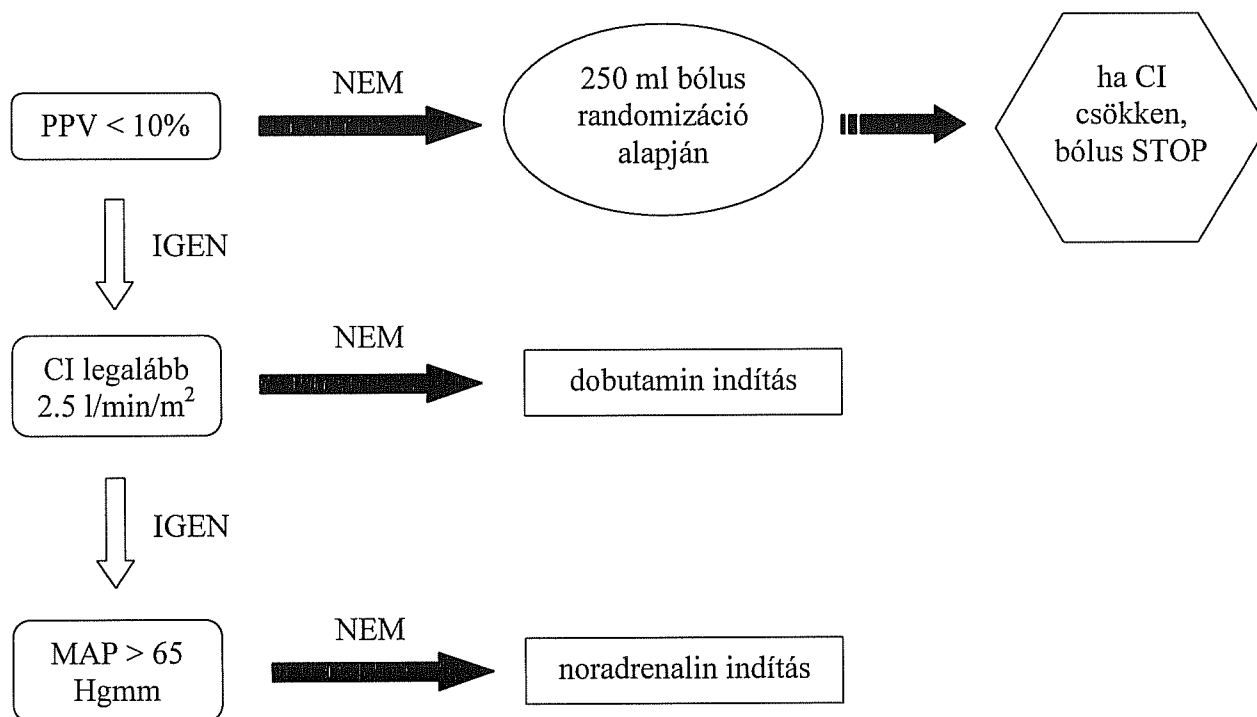 PPV < 10%
NEM
250 ml bólus
randomizáció
alapján
ha CI
csökken,
bólus STOP
IGEN
CI legalább
2.5 l/min/m²
NEM
dobutamin indítás
IGEN
MAP > 65
Hgmm
NEM
noradrenalin indítás